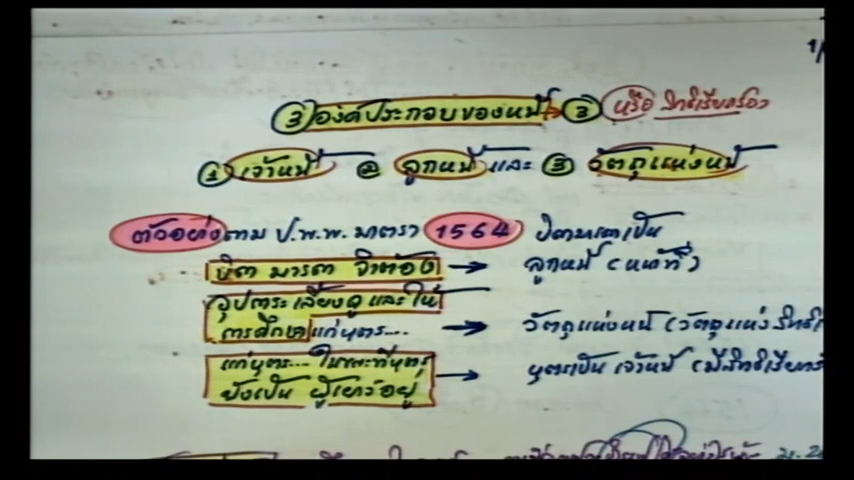 1/
③ องค์ประกอบของหนี้ → ③ หรือ สิทธิเรียกร้อง
① เจ้าหนี้ ② ลูกหนี้ และ ③ วัตถุแห่งหนี้
ตัวอย่าง ตาม ป.พ.พ. มาตรา 1564 บิดามารดาเป็น
บิดา มารดา จำต้อง → ลูกหนี้ (หน้าที่)
อุปการะเลี้ยงดู และให้
การศึกษาแก่บุตร.... → วัตถุแห่งหนี้ (วัตถุแห่งสิทธิ
แก่บุตร.... ในขณะที่บุตร
ยังเป็น ผู้เยาว์อยู่ → บุตรเป็น เจ้าหนี้ (มีสิทธิเรียกร้